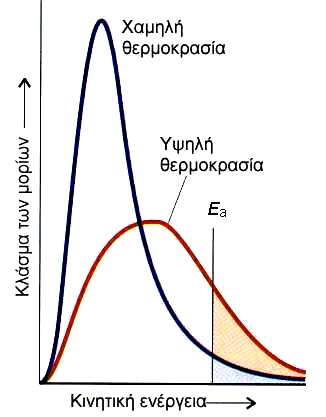 Χαμηλή
θερμοκρασία
Υψηλή
θερμοκρασία
Ea
Κλάσμα των μορίων
Κινητική ενέργεια